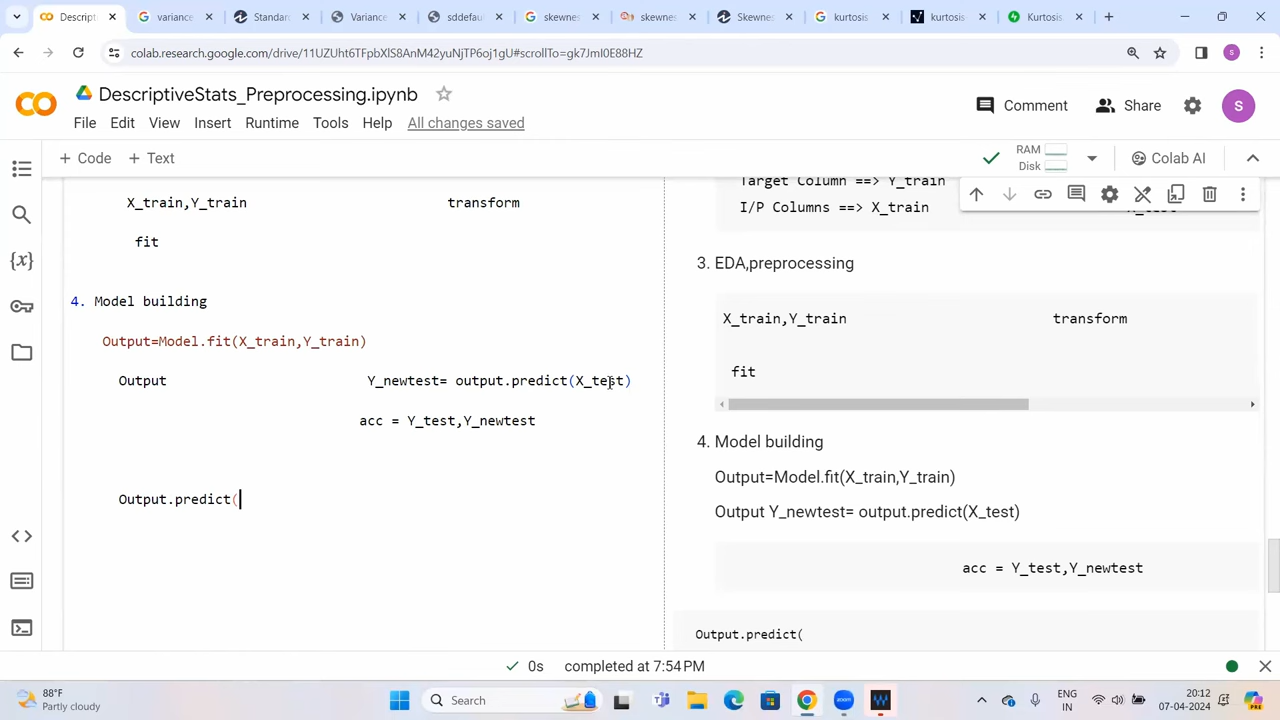 Descript
variance
Standar
Variance
sddefau
skewnes
skewnes
Skewnes
kurtosis
kurtosis
Kurtosis
colab.research.google.com/drive/11UZUht6TFpbXlS8AnM42yuNjTP6oj1gU#scrollTo=gk7JmI0E88HZ
S
DescriptiveStats_Preprocessing.ipynb
Comment
Share
S
File Edit View Insert Runtime Tools Help All changes saved
+ Code + Text
RAM
Disk
Colab AI
X_train,Y_train transform
fit
4. Model building
Output=Model.fit(X_train,Y_train)
Output Y_newtest= output.predict(X_test)
acc = Y_test,Y_newtest
Output.predict(
Target Column ==> Y_train
I/P Columns ==> X_train
3. EDA,preprocessing
X_train,Y_train transform
fit
4. Model building
Output=Model.fit(X_train,Y_train)
Output Y_newtest= output.predict(X_test)
acc = Y_test,Y_newtest
Output.predict(
0s completed at 7:54 PM
88°F
Partly cloudy
Search
ENG
IN
20:12
07-04-2024